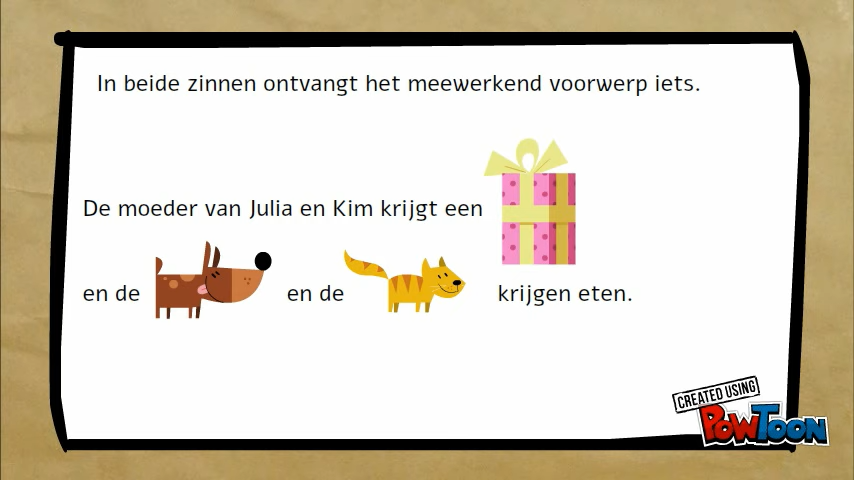 In beide zinnen ontvangt het meewerkend voorwerp iets.
De moeder van Julia en Kim krijgt een
en de en de krijgen eten.
CREATED USING
POWTOON